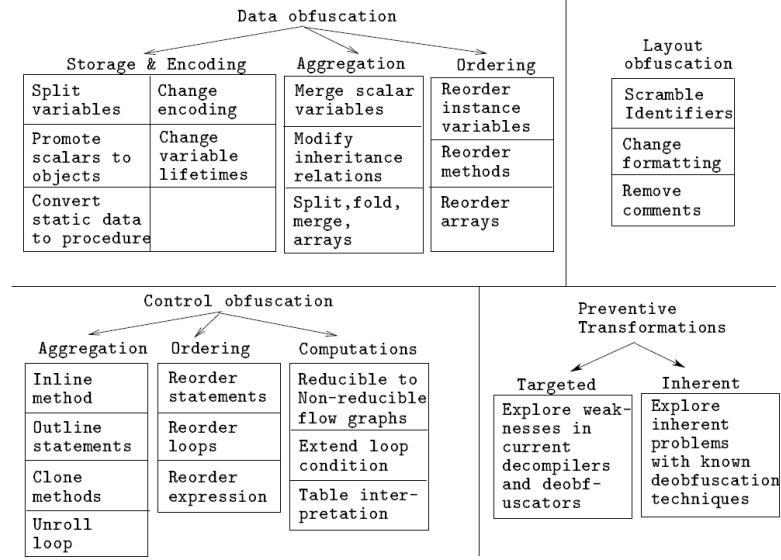 Data obfuscation
Storage & Encoding
Split
variables
Promote
scalars to
objects
Convert
static data
to procedure
Change
encoding
Change
variable
lifetimes
Aggregation
Merge scalar
variables
Modify
inheritance
relations
Split,fold,
merge,
arrays
Ordering
Reorder
instance
variables
Reorder
methods
Reorder
arrays
Layout
obfuscation
Scramble
Identifiers
Change
formatting
Remove
comments
Control obfuscation
Aggregation
Inline
method
Outline
statements
Clone
methods
Unroll
loop
Ordering
Reorder
statements
Reorder
loops
Reorder
expression
Computations
Reducible to
Non-reducible
flow graphs
Extend loop
condition
Table inter-
pretation
Preventive
Transformations
Targeted
Explore weak-
nesses in
current
decompilers
and deobf-
uscators
Inherent
Explore
inherent
problems
with known
deobfuscation
techniques